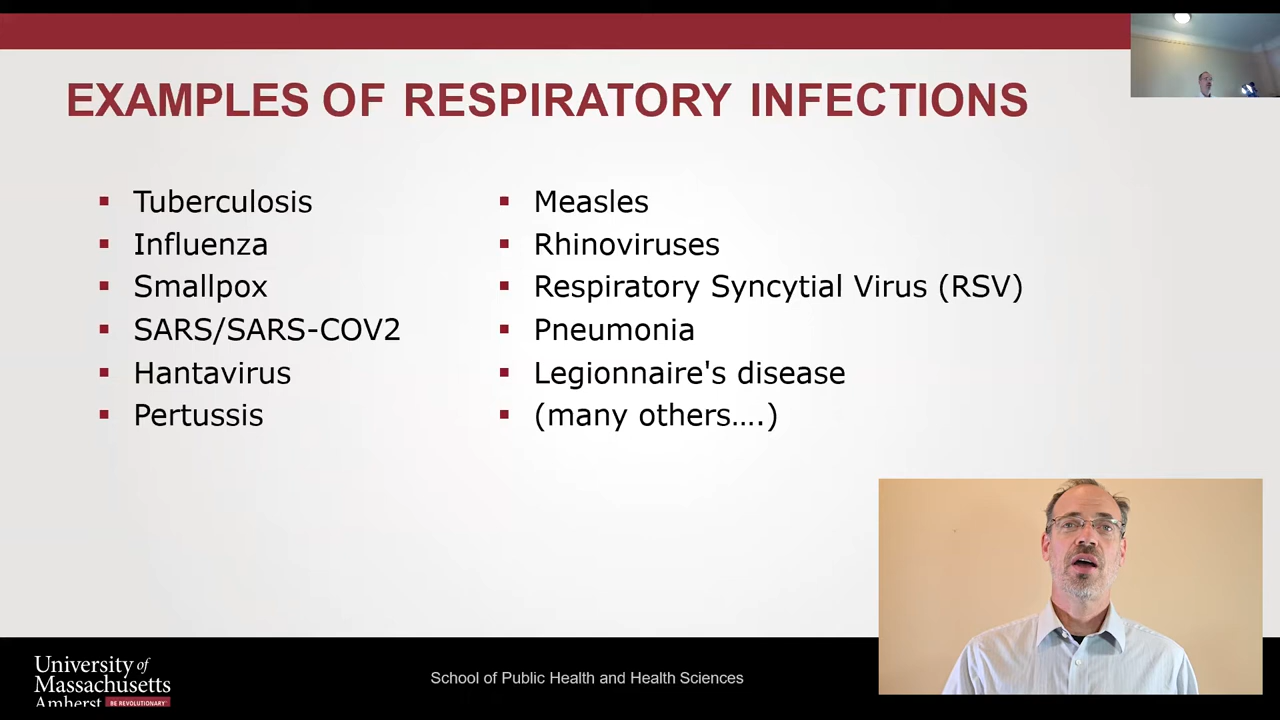 EXAMPLES OF RESPIRATORY INFECTIONS
▪ Tuberculosis
▪ Influenza
▪ Smallpox
▪ SARS/SARS-COV2
▪ Hantavirus
▪ Pertussis
▪ Measles
▪ Rhinoviruses
▪ Respiratory Syncytial Virus (RSV)
▪ Pneumonia
▪ Legionnaire's disease
▪ (many others….)
University of
Massachusetts
Amherst BE REVOLUTIONARY
School of Public Health and Health Sciences